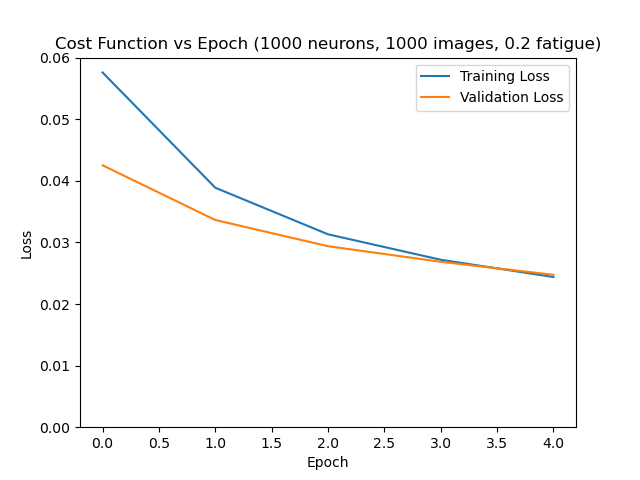 Cost Function vs Epoch (1000 neurons, 1000 images, 0.2 fatigue)
Training Loss
Validation Loss
0.06
0.05
0.04
0.03
0.02
0.01
0.00
Loss
0.0 0.5 1.0 1.5 2.0 2.5 3.0 3.5 4.0
Epoch